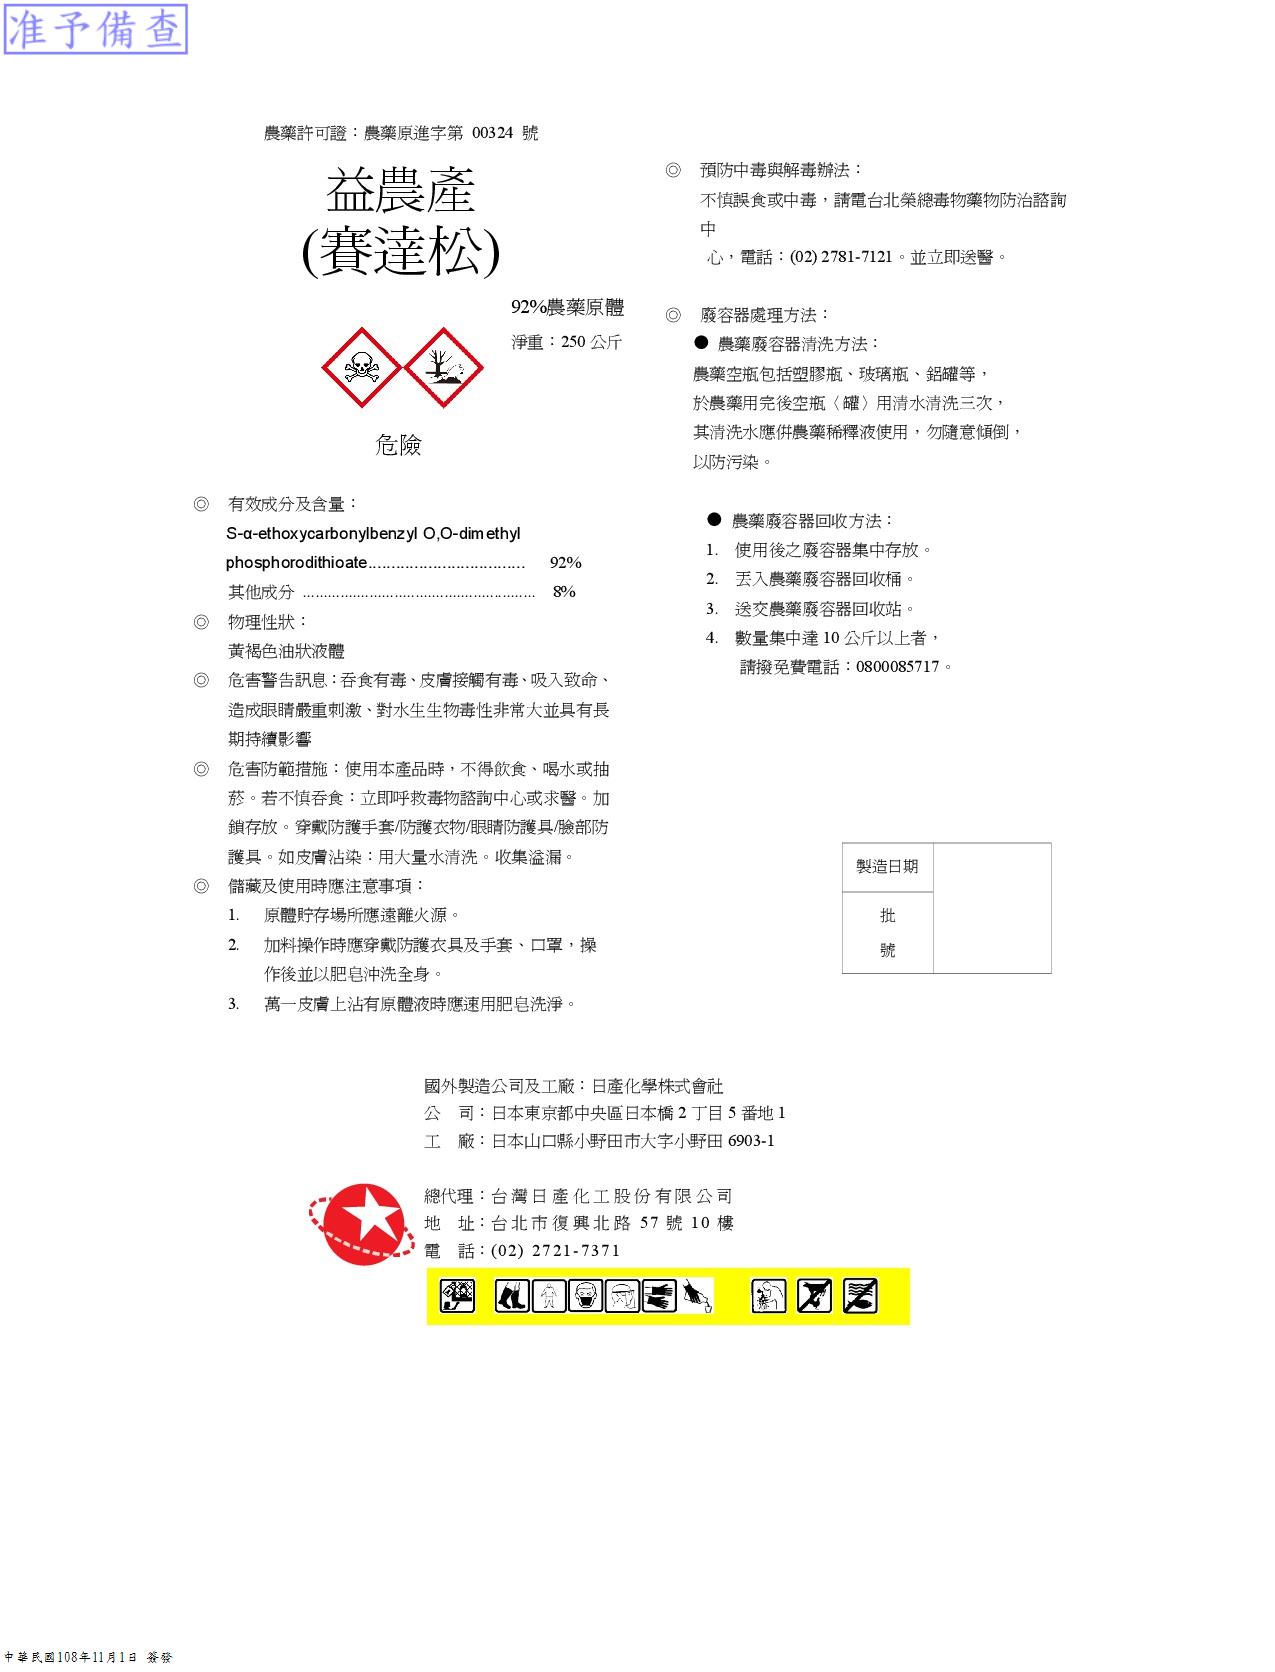 准予備查
農藥許可證：農藥原進字第 00324 號
益農產
(賽達松)
92%農藥原體
淨重：250 公斤
危險
◎ 有效成分及含量：
S-α-ethoxycarbonylbenzyl O,O-dimethyl
phosphorodithioate.................................. 92%
其他成分 ........................................................ 8%
◎ 物理性狀：
黃褐色油狀液體
◎ 危害警告訊息：吞食有毒、皮膚接觸有毒、吸入致命、
造成眼睛嚴重刺激、對水生生物毒性非常大並具有長
期持續影響
◎ 危害防範措施：使用本產品時，不得飲食、喝水或抽
菸。若不慎吞食：立即呼救毒物諮詢中心或求醫。加
鎖存放。穿戴防護手套/防護衣物/眼睛防護具/臉部防
護具。如皮膚沾染：用大量水清洗。收集溢漏。
◎ 儲藏及使用時應注意事項：
1. 原體貯存場所應遠離火源。
2. 加料操作時應穿戴防護衣具及手套、口罩，操
作後並以肥皂沖洗全身。
3. 萬一皮膚上沾有原體液時應速用肥皂洗淨。
◎ 預防中毒與解毒辦法：
不慎誤食或中毒，請電台北榮總毒物藥物防治諮詢
中
心，電話：(02) 2781-7121。並立即送醫。
◎ 廢容器處理方法：
● 農藥廢容器清洗方法：
農藥空瓶包括塑膠瓶、玻璃瓶、鋁罐等，
於農藥用完後空瓶〈罐〉用清水清洗三次，
其清洗水應併農藥稀釋液使用，勿隨意傾倒，
以防污染。
● 農藥廢容器回收方法：
1. 使用後之廢容器集中存放。
2. 丟入農藥廢容器回收桶。
3. 送交農藥廢容器回收站。
4. 數量集中達 10 公斤以上者，
請撥免費電話：0800085717。
製造日期
批
號
國外製造公司及工廠：日產化學株式會社
公 司：日本東京都中央區日本橋 2 丁目 5 番地 1
工 廠：日本山口縣小野田市大字小野田 6903-1
總代理：台灣日產化工股份有限公司
地 址：台北市復興北路 57 號 10 樓
電 話：(02) 2721-7371
中華民國108年11月1日 簽發